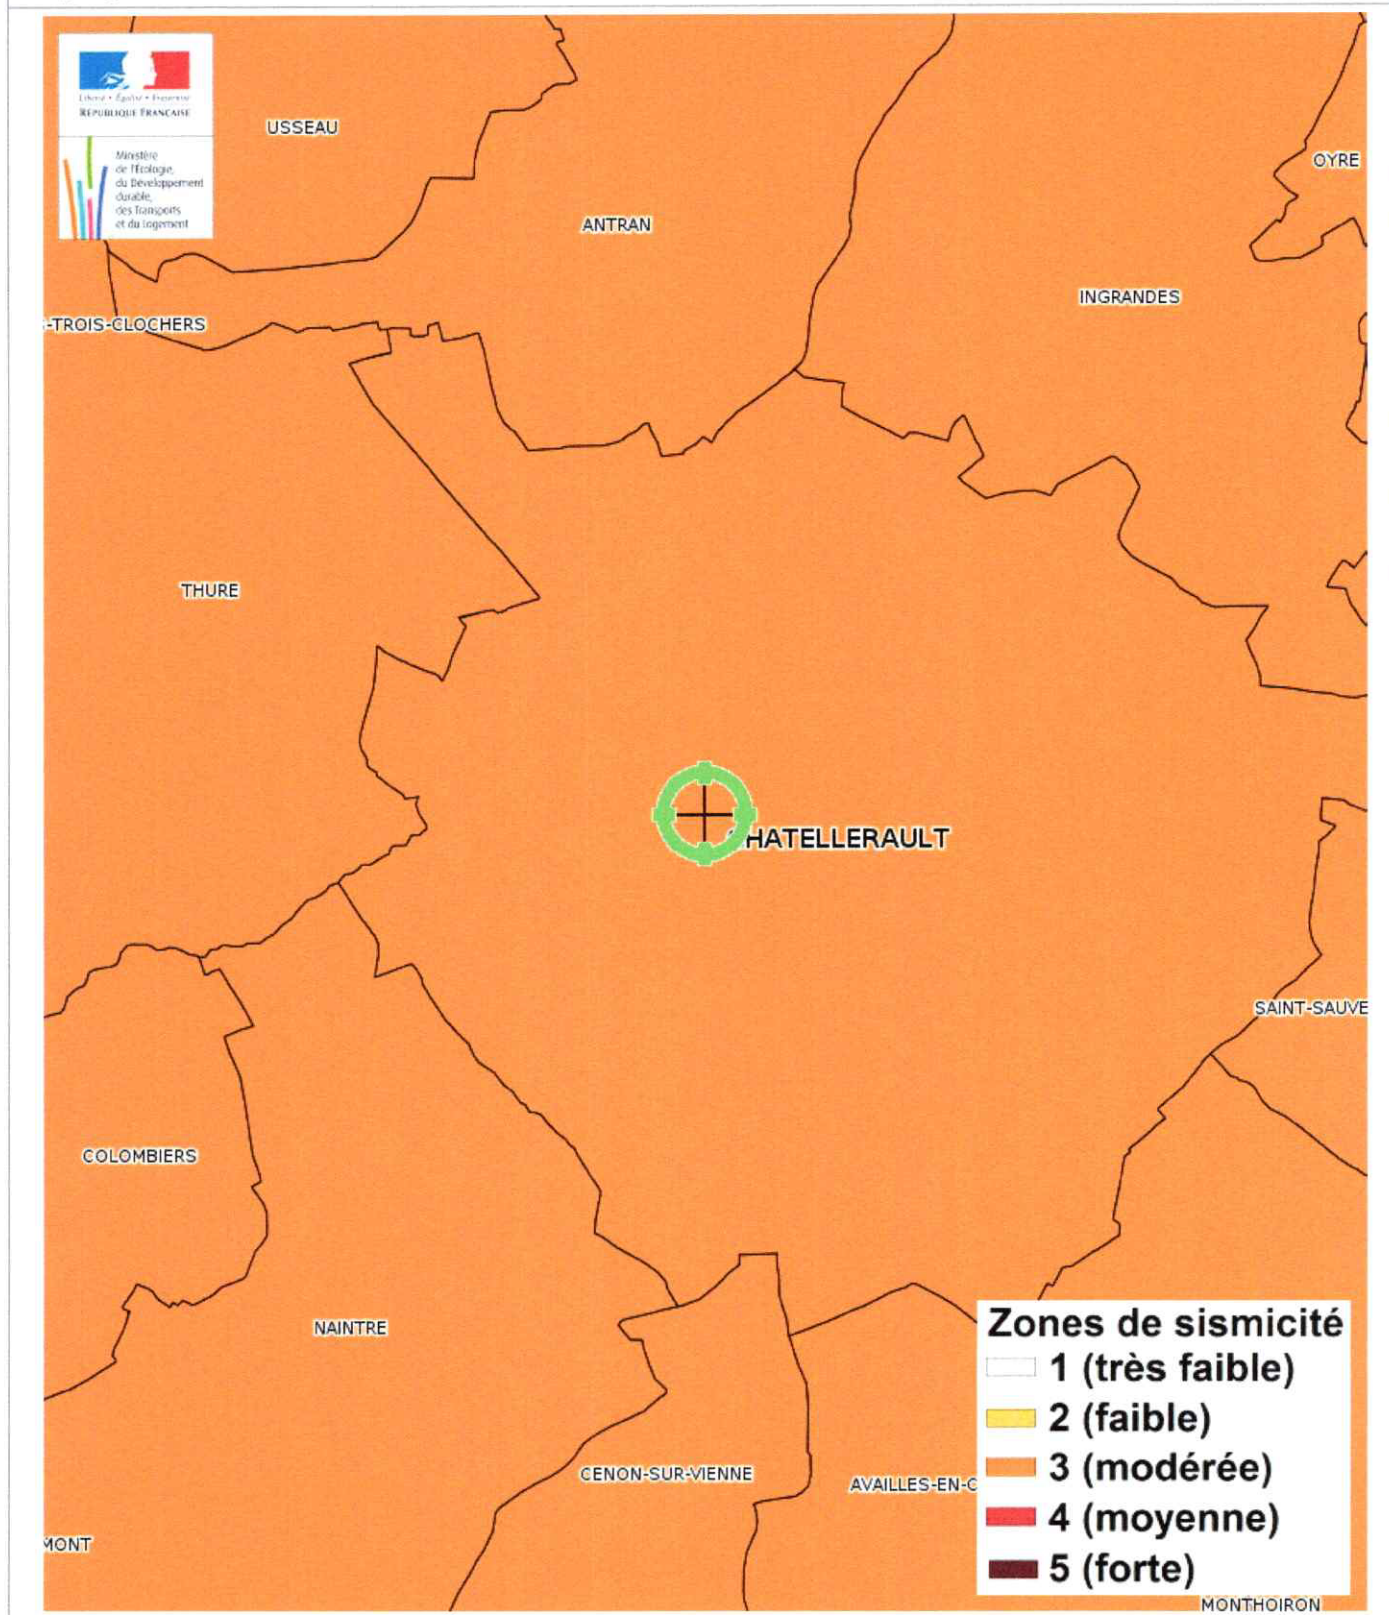 Liberté • Égalité • Fraternité
RÉPUBLIQUE FRANÇAISE
Ministère
de l'Écologie,
du Développement
durable,
des Transports
et du Logement
USSEAU
OYRE
ANTRAN
INGRANDES
-TROIS-CLOCHERS
THURE
HATELLERAULT
SAINT-SAUVE
COLOMBIERS
NAINTRE
CENON-SUR-VIENNE
AVAILLES-EN-C
MONT
MONTHOIRON
Zones de sismicité
1 (très faible)
2 (faible)
3 (modérée)
4 (moyenne)
5 (forte)